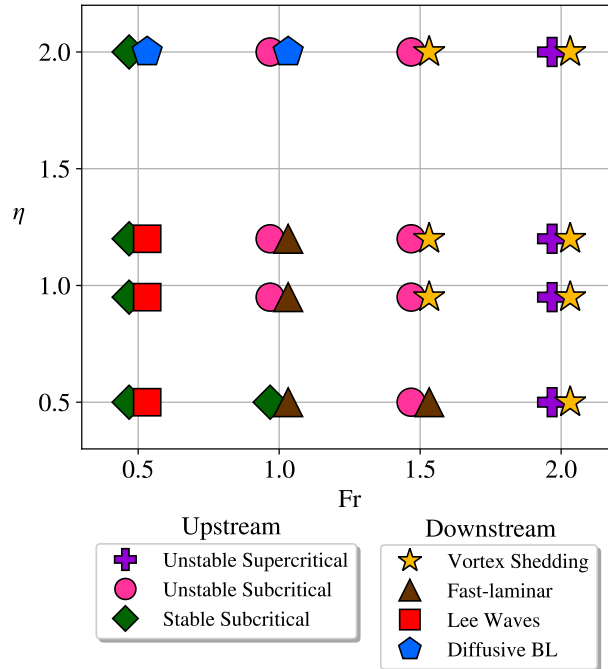 2.0
1.5
η
1.0
0.5
0.5 1.0 1.5 2.0
Fr
Upstream
Unstable Supercritical
Unstable Subcritical
Stable Subcritical
Downstream
Vortex Shedding
Fast-laminar
Lee Waves
Diffusive BL